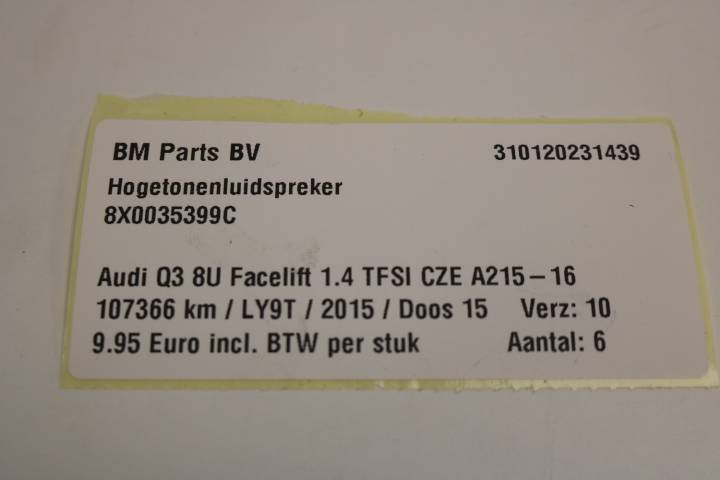 BM Parts BV 310120231439
Hogetonenluidspreker
8X0035399C
Audi Q3 8U Facelift 1.4 TFSI CZE A215-16
107366 km / LY9T / 2015 / Doos 15 Verz: 10
9.95 Euro incl. BTW per stuk Aantal: 6